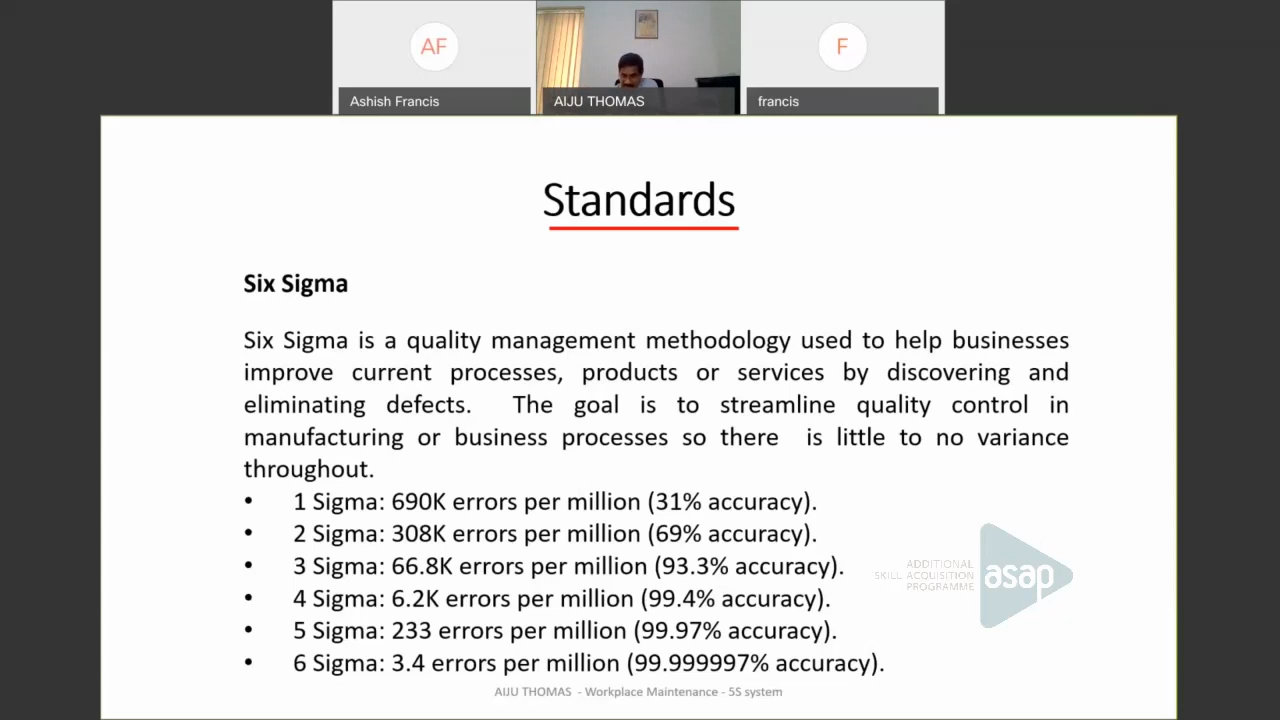 AF
F
Ashish Francis
AIJU THOMAS
francis
Standards
Six Sigma
Six Sigma is a quality management methodology used to help businesses
improve current processes, products or services by discovering and
eliminating defects. The goal is to streamline quality control in
manufacturing or business processes so there is little to no variance
throughout.
• 1 Sigma: 690K errors per million (31% accuracy).
• 2 Sigma: 308K errors per million (69% accuracy).
• 3 Sigma: 66.8K errors per million (93.3% accuracy).
• 4 Sigma: 6.2K errors per million (99.4% accuracy).
• 5 Sigma: 233 errors per million (99.97% accuracy).
• 6 Sigma: 3.4 errors per million (99.999997% accuracy).
ADDITIONAL
SKILL ACQUISITION
PROGRAMME
asap
AIJU THOMAS - Workplace Maintenance - 5S system